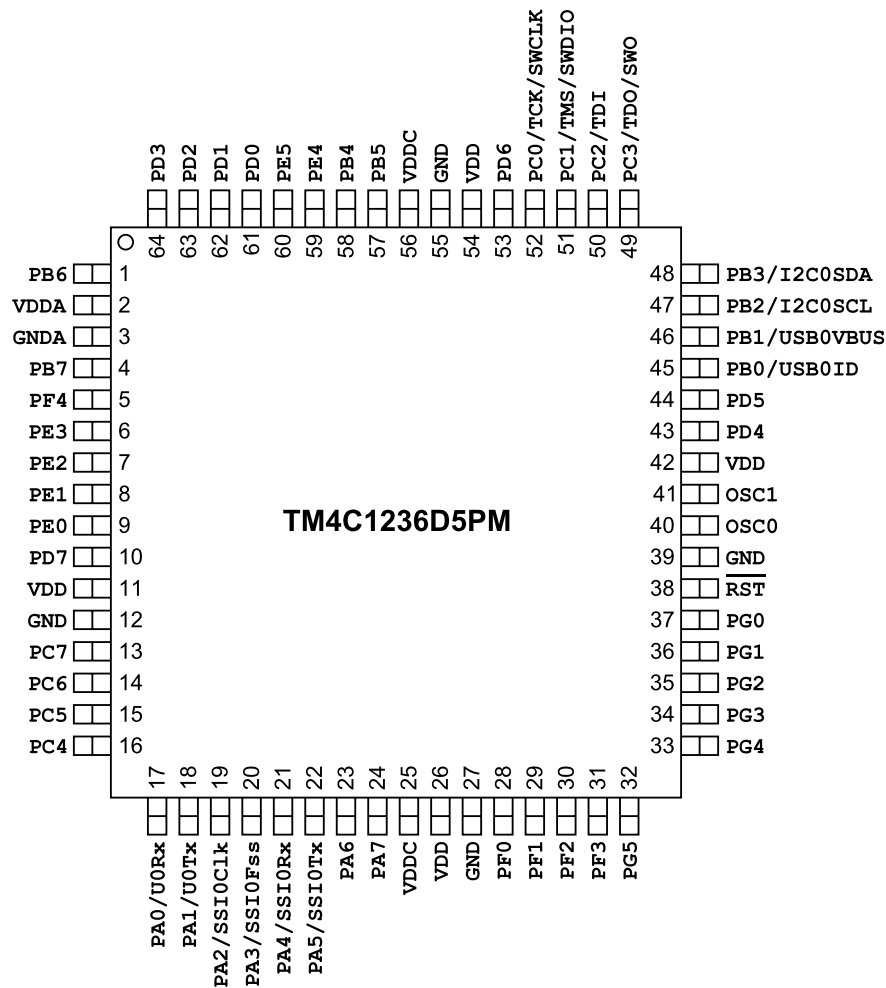 PD3
PD2
PD1
PD0
PE5
PE4
PB4
PB5
VDDC
GND
VDD
PD6
PC0/TCK/SWCLK
PC1/TMS/SWDIO
PC2/TDI
PC3/TDO/SWO
64
63
62
61
60
59
58
57
56
55
54
53
52
51
50
49
PB6 1
VDDA 2
GNDA 3
PB7 4
PF4 5
PE3 6
PE2 7
PE1 8
PE0 9
PD7 10
VDD 11
GND 12
PC7 13
PC6 14
PC5 15
PC4 16
TM4C1236D5PM
48 PB3/I2C0SDA
47 PB2/I2C0SCL
46 PB1/USB0VBUS
45 PB0/USB0ID
44 PD5
43 PD4
42 VDD
41 OSC1
40 OSC0
39 GND
38 RST
37 PG0
36 PG1
35 PG2
34 PG3
33 PG4
17
18
19
20
21
22
23
24
25
26
27
28
29
30
31
32
PA0/U0Rx
PA1/U0Tx
PA2/SSI0Clk
PA3/SSI0Fss
PA4/SSI0Rx
PA5/SSI0Tx
PA6
PA7
VDDC
VDD
GND
PF0
PF1
PF2
PF3
PG5